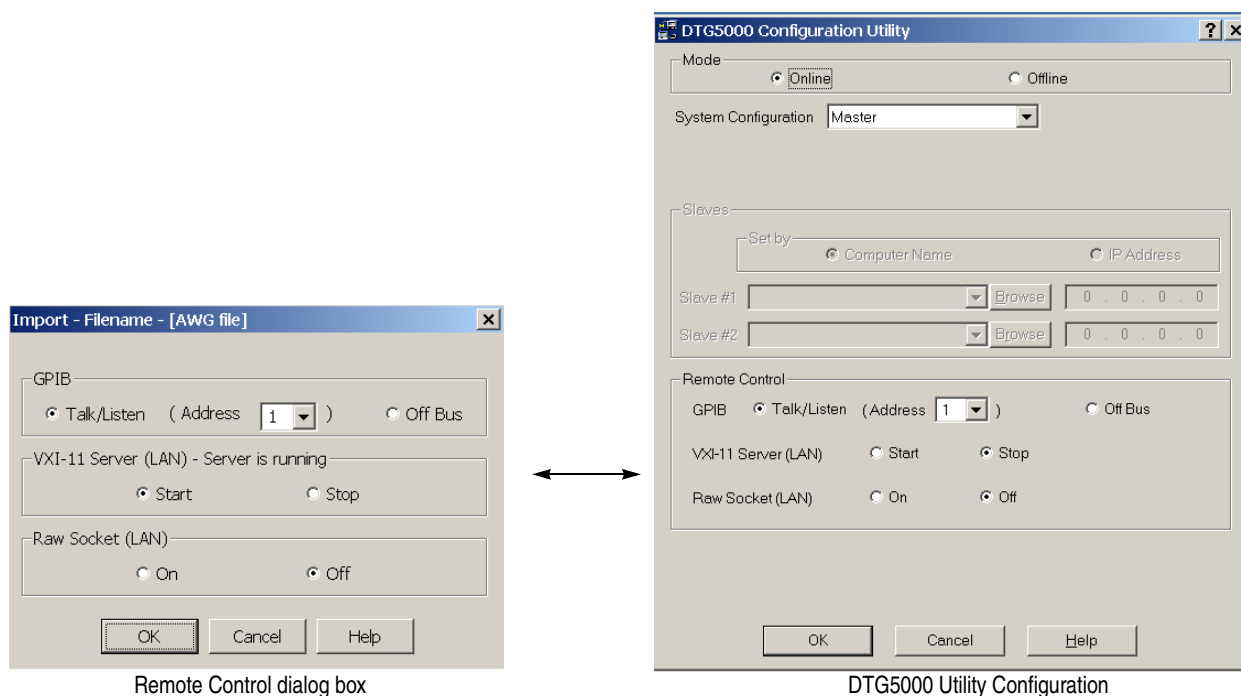 Import - Filename - [AWG file]
GPIB
Talk/Listen ( Address 1 ) Off Bus
VXI-11 Server (LAN) - Server is running
Start Stop
Raw Socket (LAN)
On Off
OK Cancel Help
Remote Control dialog box
DTG5000 Configuration Utility
Mode
Online Offline
System Configuration Master
Slaves
Set by
Computer Name IP Address
Slave #1 Browse 0 . 0 . 0 . 0
Slave #2 Browse 0 . 0 . 0 . 0
Remote Control
GPIB Talk/Listen (Address 1 ) Off Bus
VXI-11 Server (LAN) Start Stop
Raw Socket (LAN) On Off
OK Cancel Help
DTG5000 Utility Configuration